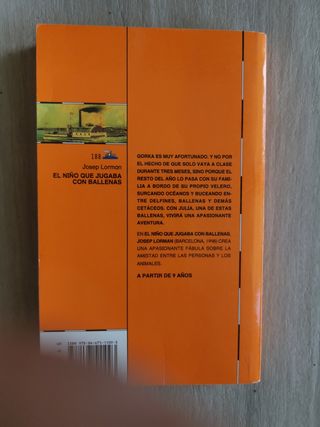 188
Josep Lorman
EL NIÑO QUE JUGABA
CON BALLENAS
GORKA ES MUY AFORTUNADO. Y NO POR
EL HECHO DE QUE SOLO VAYA A CLASE
DURANTE TRES MESES, SINO PORQUE EL
RESTO DEL AÑO LO PASA CON SU FAMI-
LIA A BORDO DE SU PROPIO VELERO,
SURCANDO OCÉANOS Y BUCEANDO EN-
TRE DELFINES, BALLENAS Y DEMÁS
CETÁCEOS: CON JULIA, UNA DE ESTAS
BALLENAS, VIVIRÁ UNA APASIONANTE
AVENTURA.
EN EL NIÑO QUE JUGABA CON BALLENAS,
JOSEP LORMAN (BARCELONA, 1948) CREA
UNA APASIONANTE FÁBULA SOBRE LA
AMISTAD ENTRE LAS PERSONAS Y LOS
ANIMALES.
A PARTIR DE 9 AÑOS